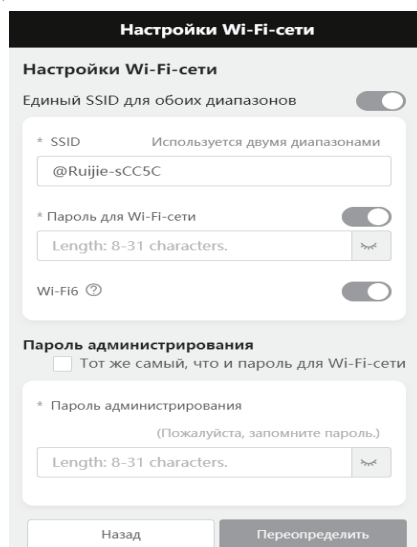 Настройки Wi-Fi-сети
Настройки Wi-Fi-сети
Единый SSID для обоих диапазонов
* SSID Используется двумя диапазонами
@Ruijie-sCC5C
* Пароль для Wi-Fi-сети
Length: 8-31 characters.
Wi-Fi6 ?
Пароль администрирования
Тот же самый, что и пароль для Wi-Fi-сети
* Пароль администрирования
(Пожалуйста, запомните пароль.)
Length: 8-31 characters.
Назад Переопределить